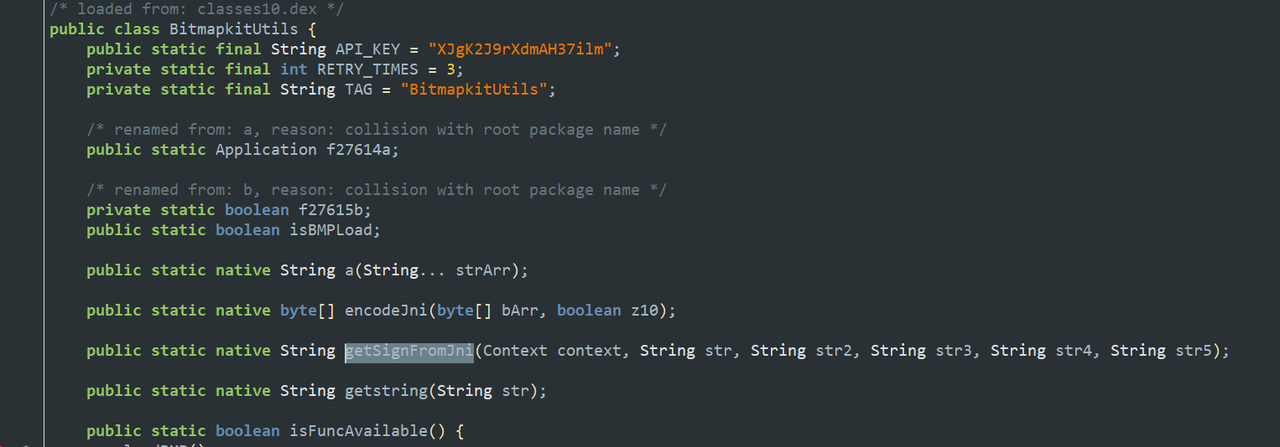 /* loaded from: classes10.dex */
public class BitmapkitUtils {
public static final String API_KEY = "XJgK2J9rXdmAH37ilm";
private static final int RETRY_TIMES = 3;
private static final String TAG = "BitmapkitUtils";
/* renamed from: a, reason: collision with root package name */
public static Application f27614a;
/* renamed from: b, reason: collision with root package name */
private static boolean f27615b;
public static boolean isBMPLoad;
public static native String a(String... strArr);
public static native byte[] encodeJni(byte[] bArr, boolean z10);
public static native String getSignFromJni(Context context, String str, String str2, String str3, String str4, String str5);
public static native String getstring(String str);
public static boolean isFuncAvailable() {